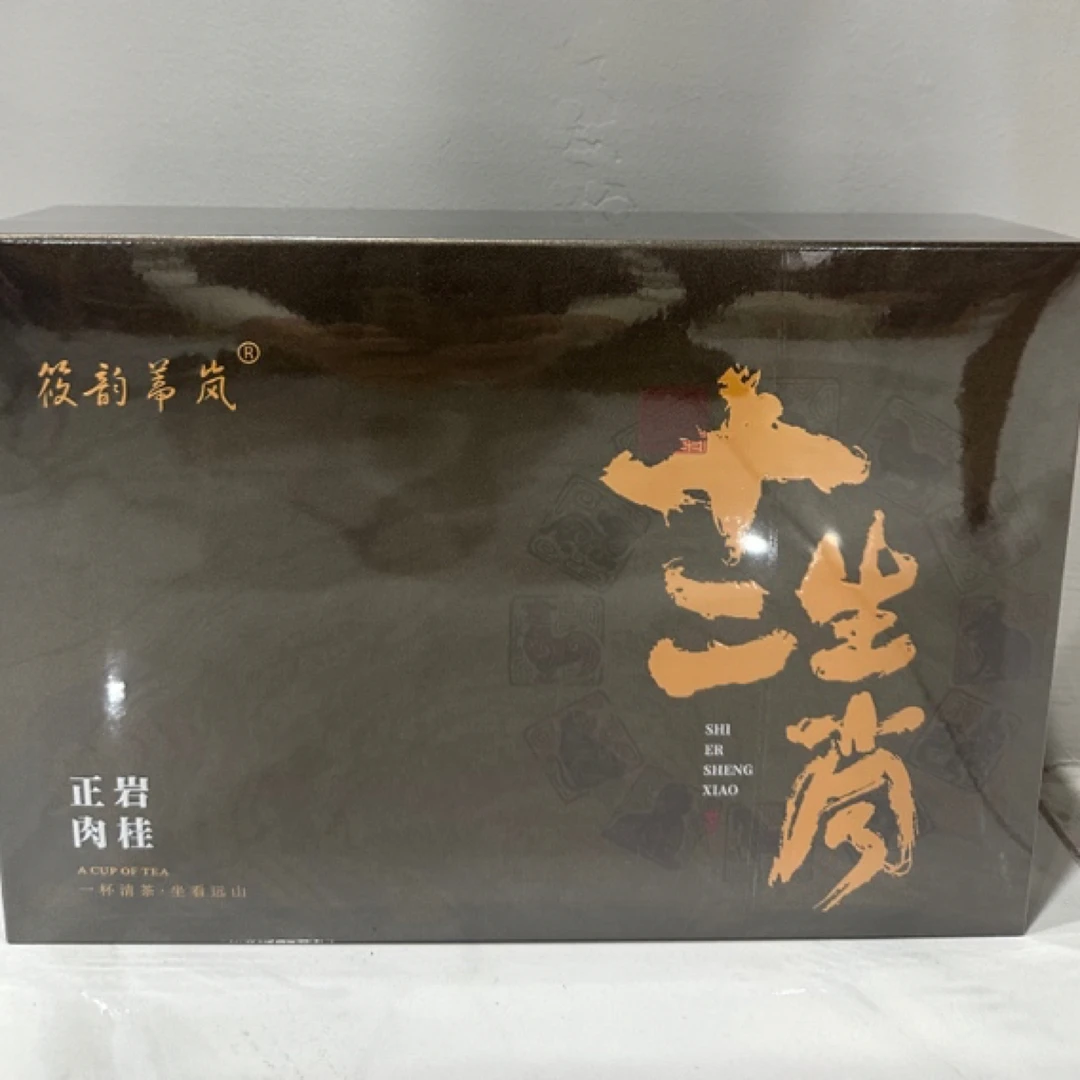 筱韵蒂岚®
十二生肖
SHI
ER
SHENG
XIAO
正岩
肉桂
A CUP OF TEA
一杯清茶·坐看远山